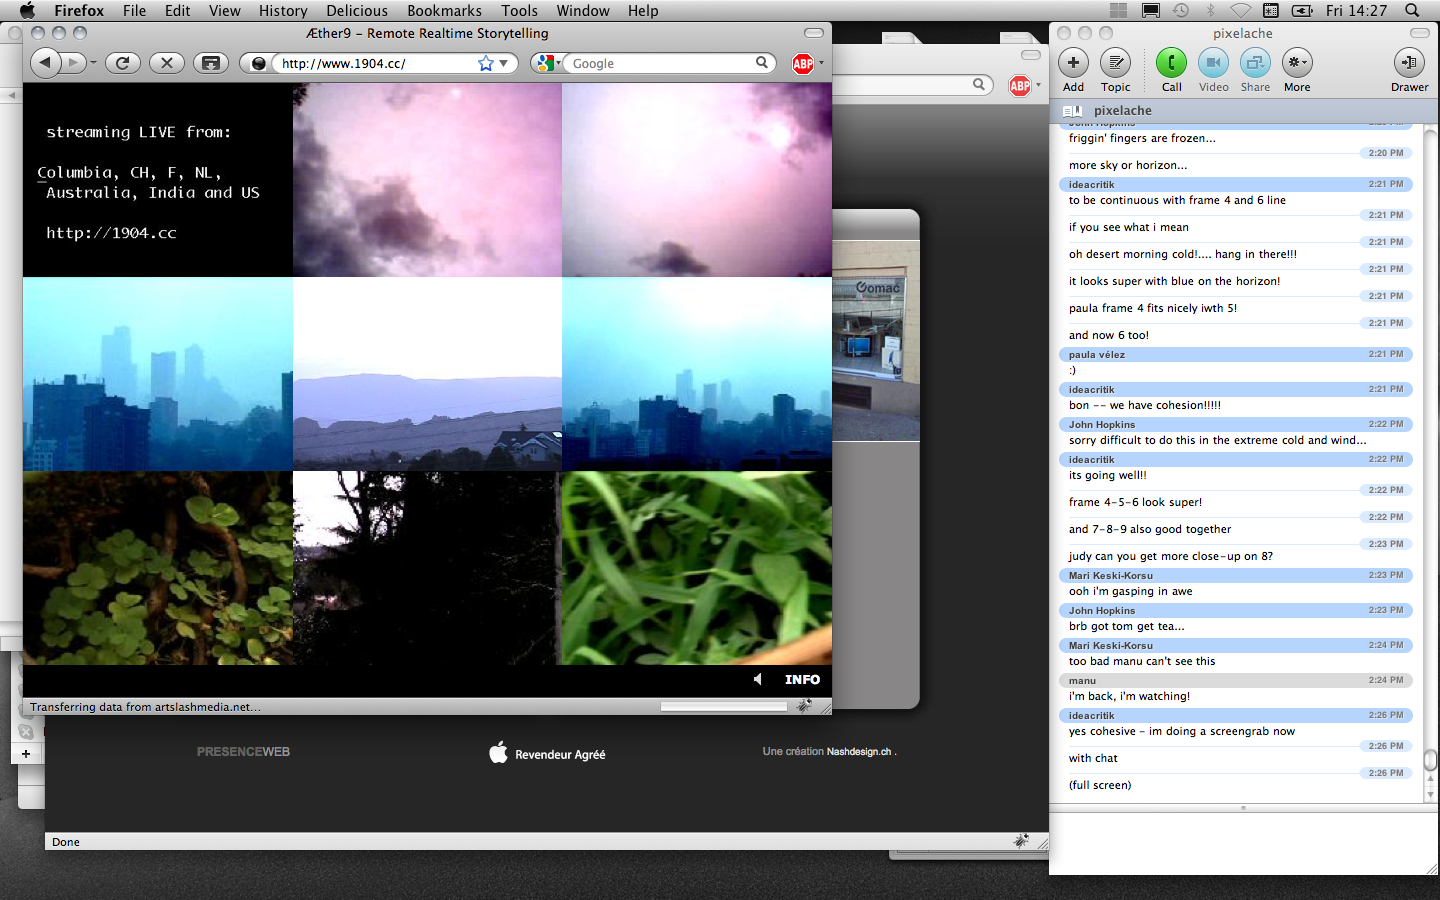 Firefox File Edit View History Delicious Bookmarks Tools Window Help Fri 14:27
Æther9 – Remote Realtime Storytelling
http://www.1904.cc/
Google
ABP
streaming LIVE from:
Columbia, CH, F, NL,
Australia, India and US
http://1904.cc
INFO
Transferring data from artslashmedia.net...
ABP
Gomac
PRESENCEWEB
Revendeur Agréé
Une création Nashdesign.ch .
Done
pixelache
Add Topic Call Video Share More Drawer
pixelache
John Hopkins
friggin' fingers are frozen...
2:20 PM
more sky or horizon...
ideacritik 2:21 PM
to be continuous with frame 4 and 6 line
2:21 PM
if you see what i mean
2:21 PM
oh desert morning cold!.... hang in there!!!
2:21 PM
it looks super with blue on the horizon!
2:21 PM
paula frame 4 fits nicely iwth 5!
2:21 PM
and now 6 too!
paula vélez 2:21 PM
:)
ideacritik 2:21 PM
bon -- we have cohesion!!!!!
John Hopkins 2:22 PM
sorry difficult to do this in the extreme cold and wind...
ideacritik 2:22 PM
its going well!!
2:22 PM
frame 4-5-6 look super!
2:22 PM
and 7-8-9 also good together
2:23 PM
judy can you get more close-up on 8?
Mari Keski-Korsu 2:23 PM
ooh i'm gasping in awe
John Hopkins 2:23 PM
brb got tom get tea...
Mari Keski-Korsu 2:24 PM
too bad manu can't see this
manu 2:24 PM
i'm back, i'm watching!
ideacritik 2:26 PM
yes cohesive - im doing a screengrab now
2:26 PM
with chat
2:26 PM
(full screen)